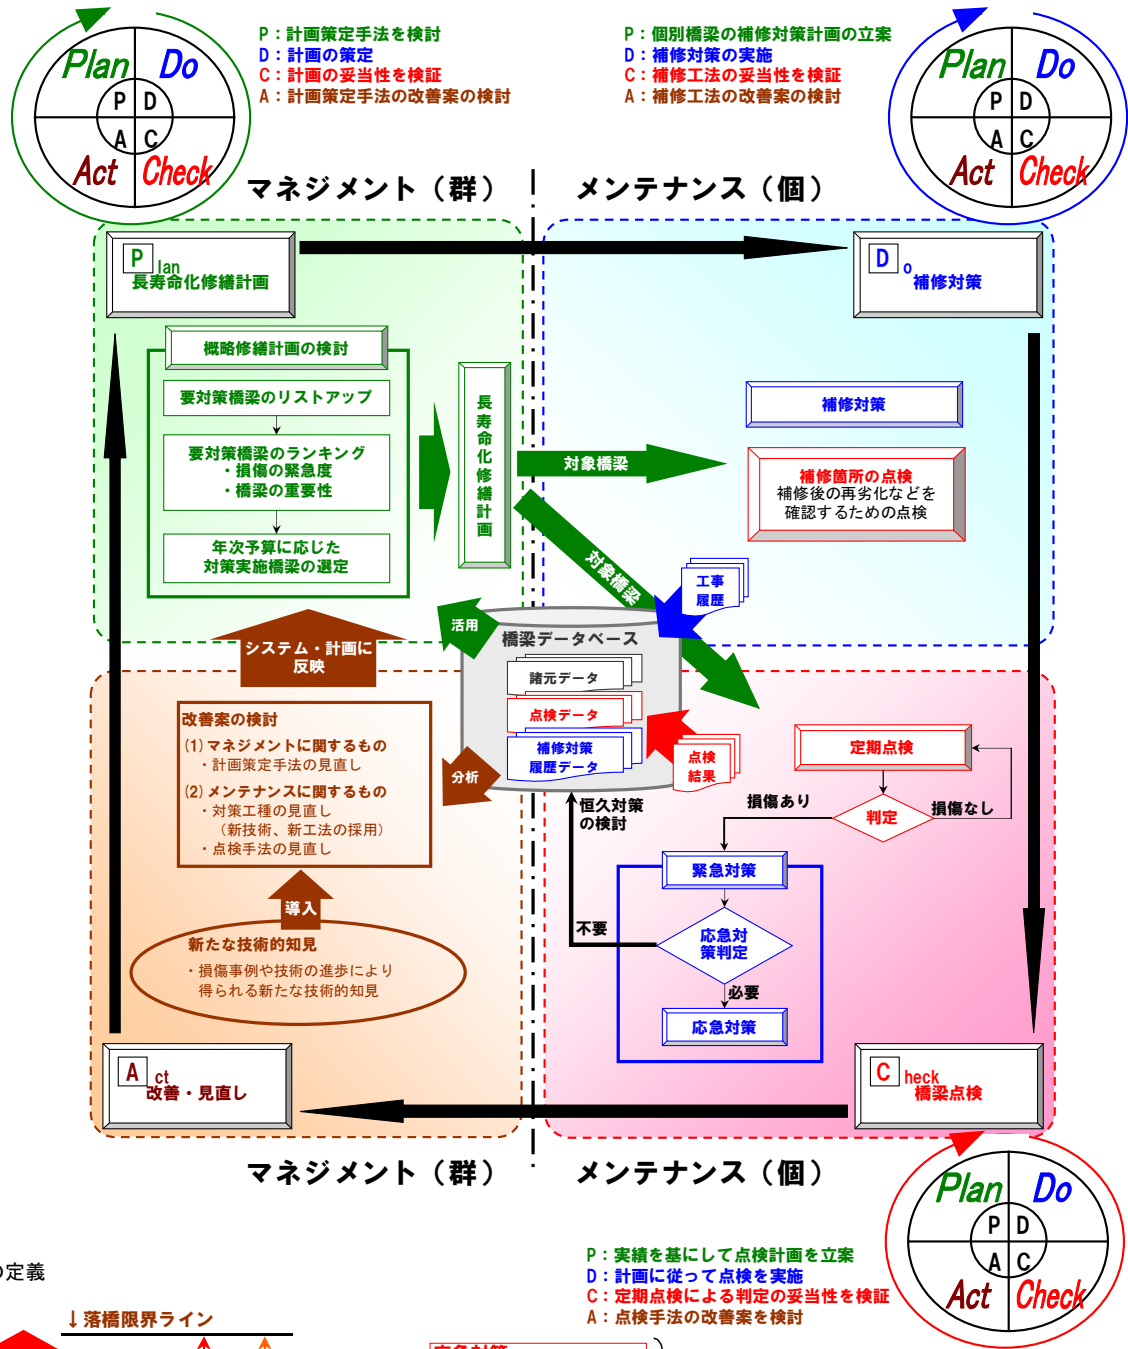 Plan Do
P D
A C
Act Check
P：計画策定手法を検討
D：計画の策定
C：計画の妥当性を検証
A：計画策定手法の改善案の検討
P：個別橋梁の補修対策計画の立案
D：補修対策の実施
C：補修工法の妥当性を検証
A：補修工法の改善案の検討
Plan Do
P D
A C
Act Check
マネジメント（群）
メンテナンス（個）
Plan
長寿命化修繕計画
Do
補修対策
概略修繕計画の検討
要対策橋梁のリストアップ
要対策橋梁のランキング
・損傷の緊急度
・橋梁の重要性
年次予算に応じた
対策実施橋梁の選定
長寿命化修繕計画
対象橋梁
対象橋梁
補修対策
補修箇所の点検
補修後の再劣化などを
確認するための点検
工事
履歴
活用
橋梁データベース
諸元データ
点検データ
補修対策
履歴データ
点検
結果
分析
システム・計画に
反映
改善案の検討
(1)マネジメントに関するもの
・計画策定手法の見直し
(2)メンテナンスに関するもの
・対策工種の見直し
（新技術、新工法の採用）
・点検手法の見直し
導入
新たな技術的知見
・損傷事例や技術の進歩により
得られる新たな技術的知見
恒久対策
の検討
定期点検
判定
損傷あり
損傷なし
緊急対策
応急対
策判定
不要
必要
応急対策
Act
改善・見直し
Check
橋梁点検
マネジメント（群）
メンテナンス（個）
Plan Do
P D
A C
Act Check
P：実績を基にして点検計画を立案
D：計画に従って点検を実施
C：定期点検による判定の妥当性を検証
A：点検手法の改善案を検討
の定義
↓落橋限界ライン